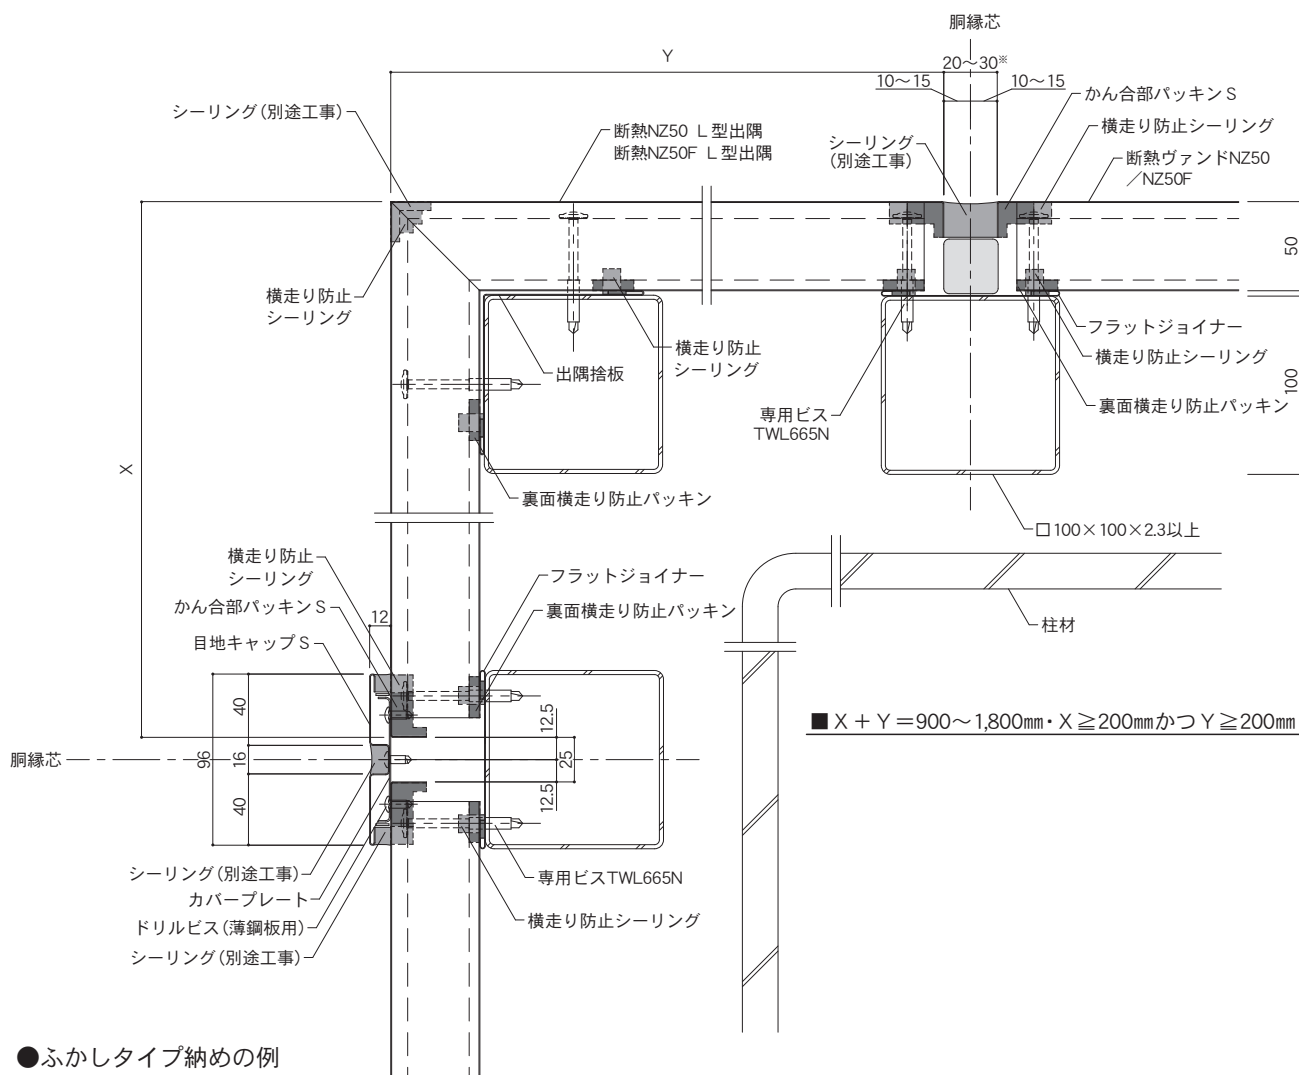 胴縁芯
Y
20～30※
10～15
10～15
シーリング(別途工事)
断熱NZ50 L型出隅
断熱NZ50F L型出隅
シーリング
(別途工事)
かん合部パッキンS
横走り防止シーリング
断熱ヴァンドNZ50
／NZ50F
50
横走り防止
シーリング
横走り防止
シーリング
出隅捨板
フラットジョイナー
横走り防止シーリング
100
裏面横走り防止パッキン
専用ビス
TWL665N
X
裏面横走り防止パッキン
□100×100×2.3以上
横走り防止
シーリング
かん合部パッキンS
目地キャップS
12
フラットジョイナー
裏面横走り防止パッキン
柱材
40
96
16
40
12.5
25
12.5
■X＋Y＝900～1,800㎜・X≧200㎜かつY≧200㎜
胴縁芯
シーリング(別途工事)
カバープレート
ドリルビス(薄鋼板用)
シーリング(別途工事)
専用ビスTWL665N
横走り防止シーリング
●ふかしタイプ納めの例